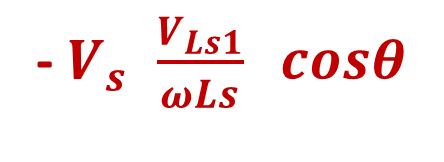 - Vs VLs1/ωLs cosθ